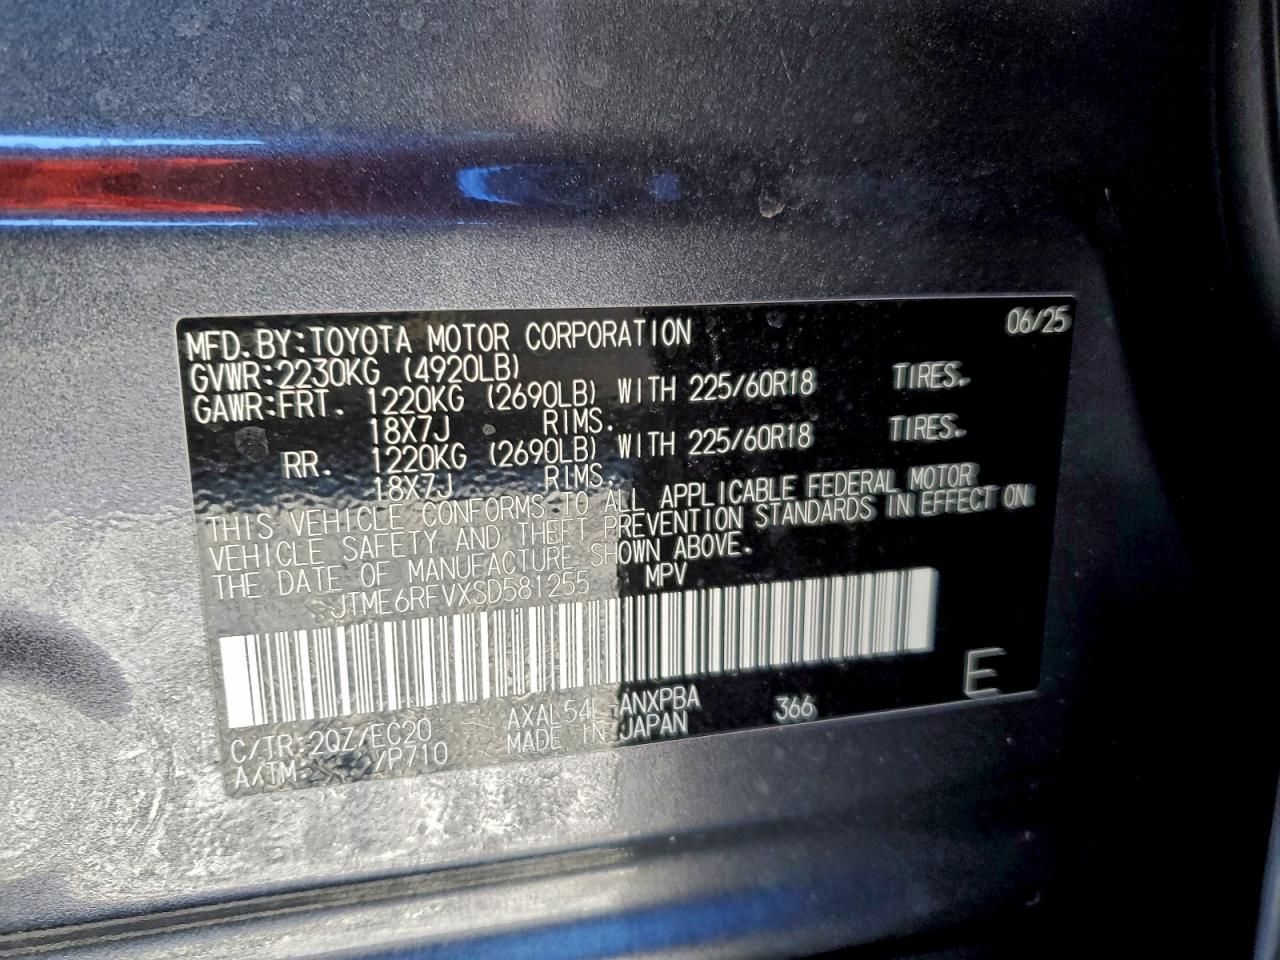 06/25
MFD.BY:TOYOTA MOTOR CORPORATION
GVWR:2230KG (4920LB)
GAWR:FRT. 1220KG (2690LB) WITH 225/60R18 TIRES.
18X7J RIMS.
RR. 1220KG (2690LB) WITH 225/60R18 TIRES.
18X7J RIMS.
THIS VEHICLE CONFORMS TO ALL APPLICABLE FEDERAL MOTOR
VEHICLE SAFETY AND THEFT PREVENTION STANDARDS IN EFFECT ON
THE DATE OF MANUFACTURE SHOWN ABOVE.
JTME6RFVXSD581255 MPV
E
C/TR:2QZ/EC20 AXAL54L-ANXPBA 366
A/TM: /P710 MADE IN JAPAN